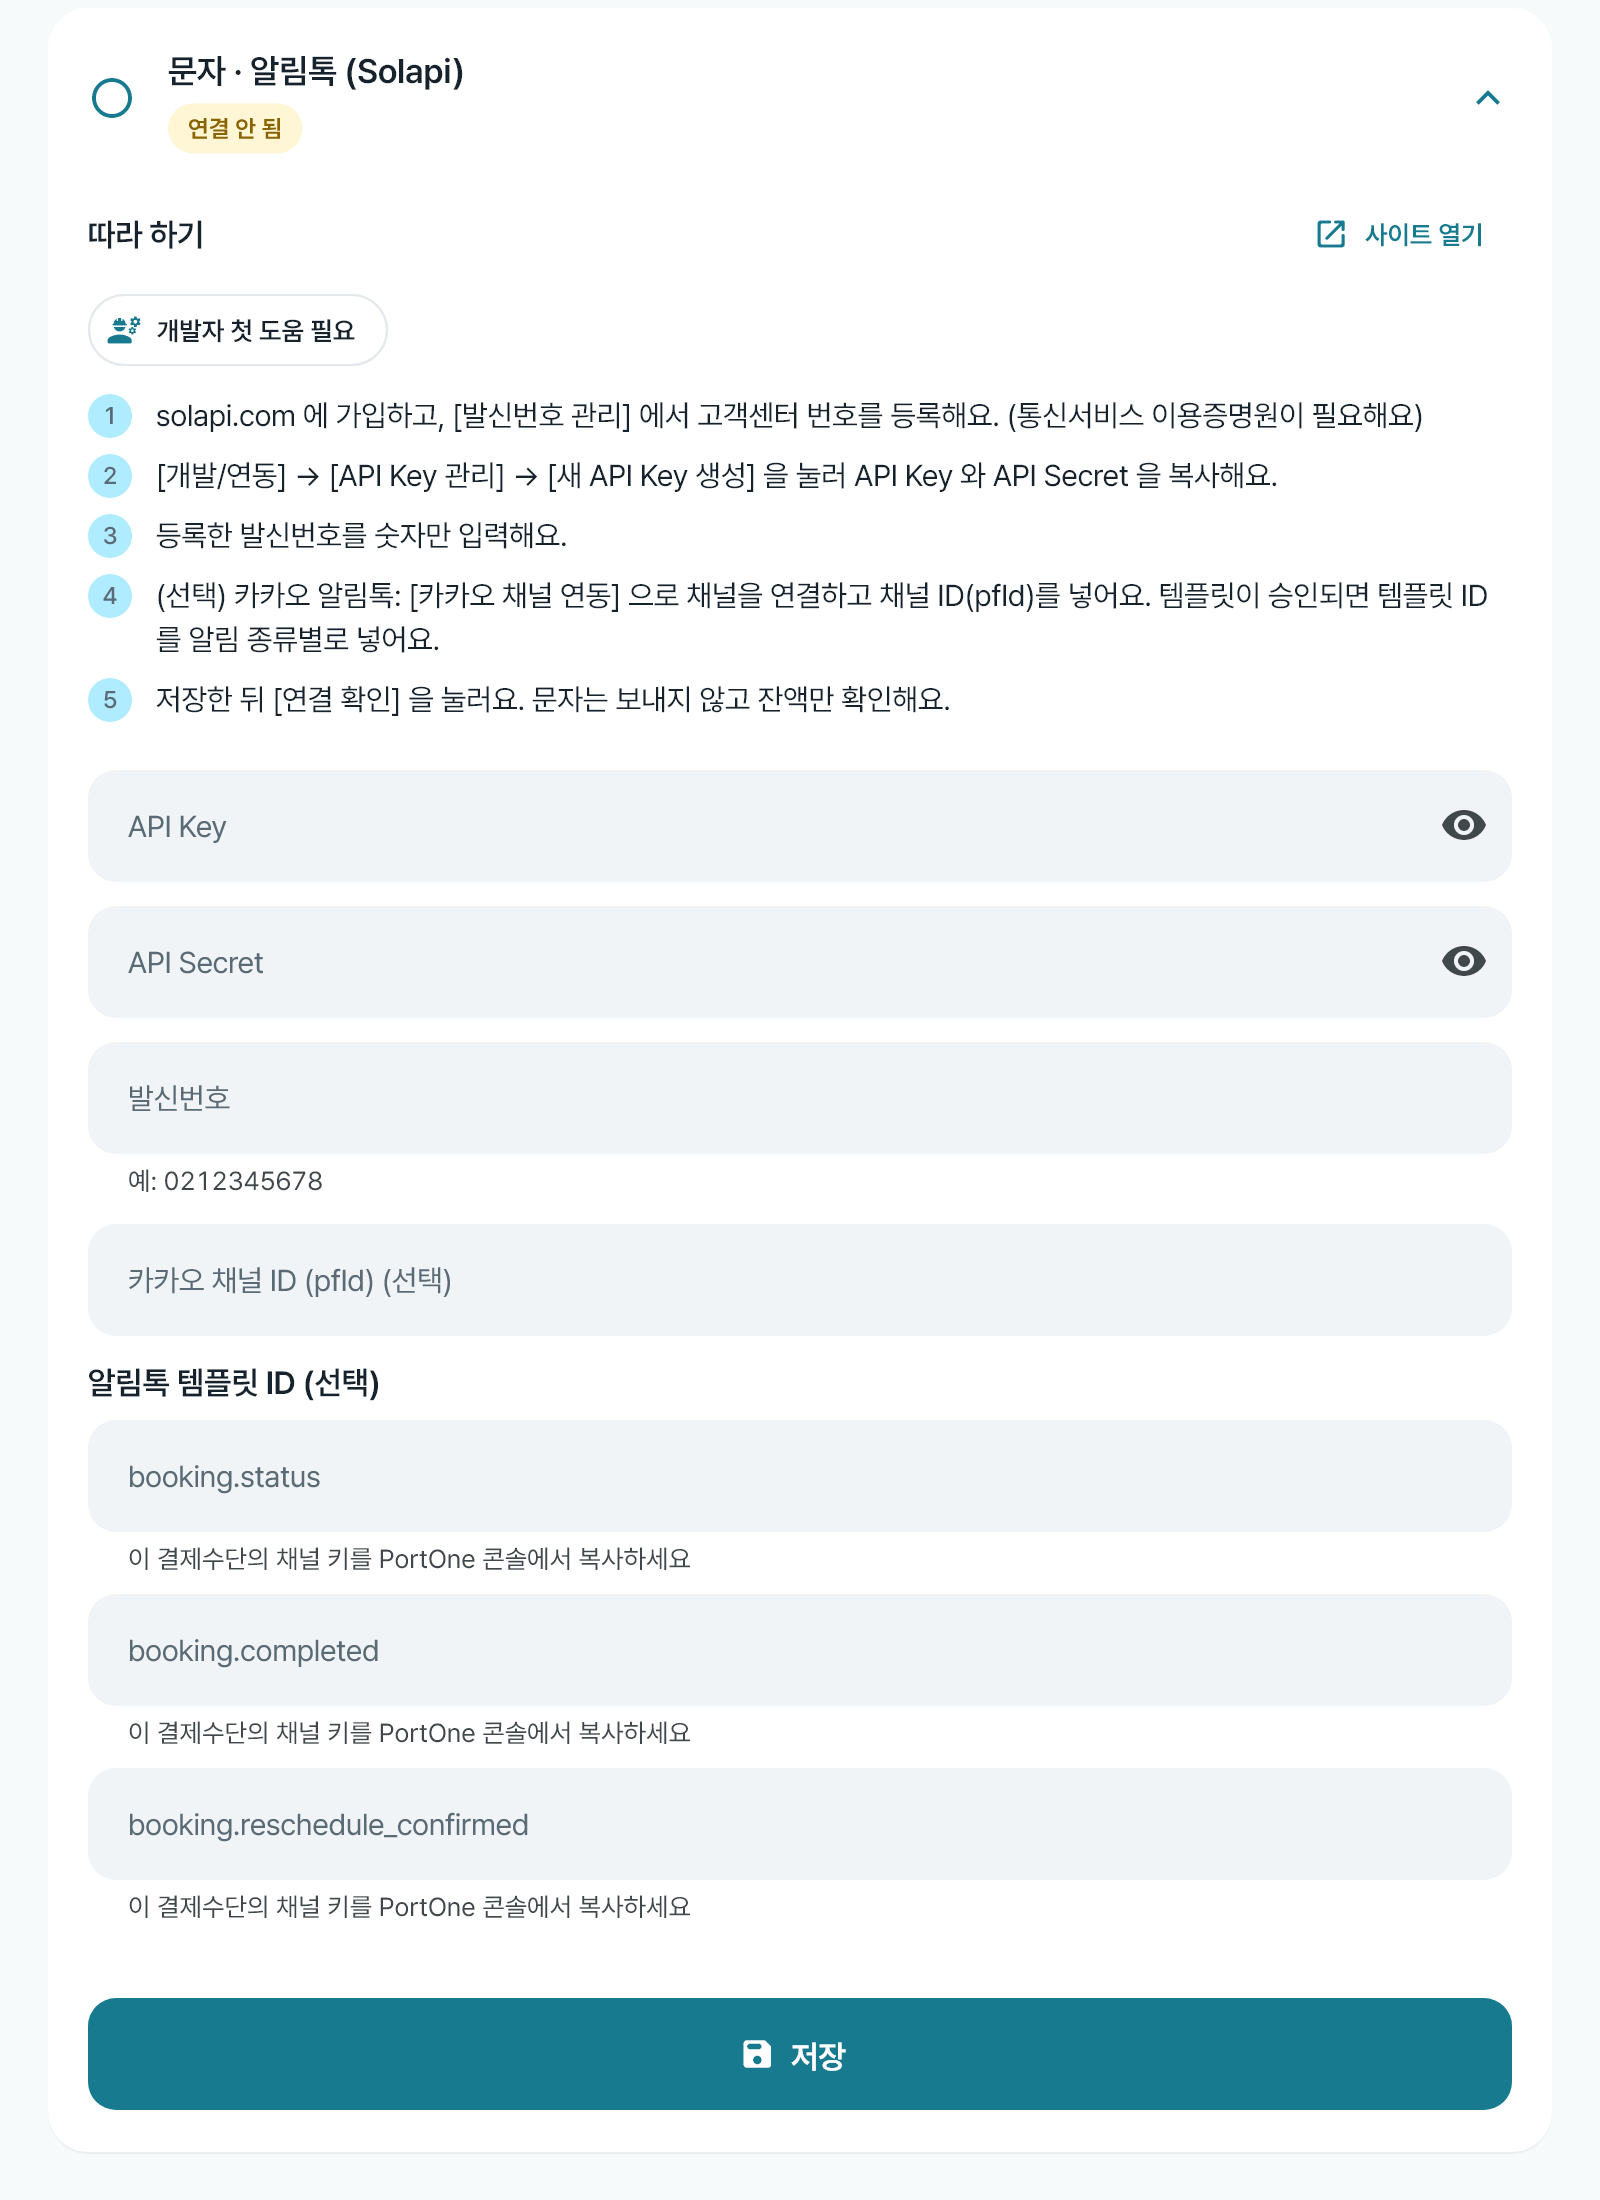 문자 · 알림톡 (Solapi)
연결 안 됨
따라 하기
사이트 열기
개발자 첫 도움 필요
1 solapi.com 에 가입하고, [발신번호 관리] 에서 고객센터 번호를 등록해요. (통신서비스 이용증명원이 필요해요)
2 [개발/연동] → [API Key 관리] → [새 API Key 생성] 을 눌러 API Key 와 API Secret 을 복사해요.
3 등록한 발신번호를 숫자만 입력해요.
4 (선택) 카카오 알림톡: [카카오 채널 연동] 으로 채널을 연결하고 채널 ID(pfId)를 넣어요. 템플릿이 승인되면 템플릿 ID
를 알림 종류별로 넣어요.
5 저장한 뒤 [연결 확인] 을 눌러요. 문자는 보내지 않고 잔액만 확인해요.
API Key
API Secret
발신번호
예: 0212345678
카카오 채널 ID (pfId) (선택)
알림톡 템플릿 ID (선택)
booking.status
이 결제수단의 채널 키를 PortOne 콘솔에서 복사하세요
booking.completed
이 결제수단의 채널 키를 PortOne 콘솔에서 복사하세요
booking.reschedule_confirmed
이 결제수단의 채널 키를 PortOne 콘솔에서 복사하세요
저장